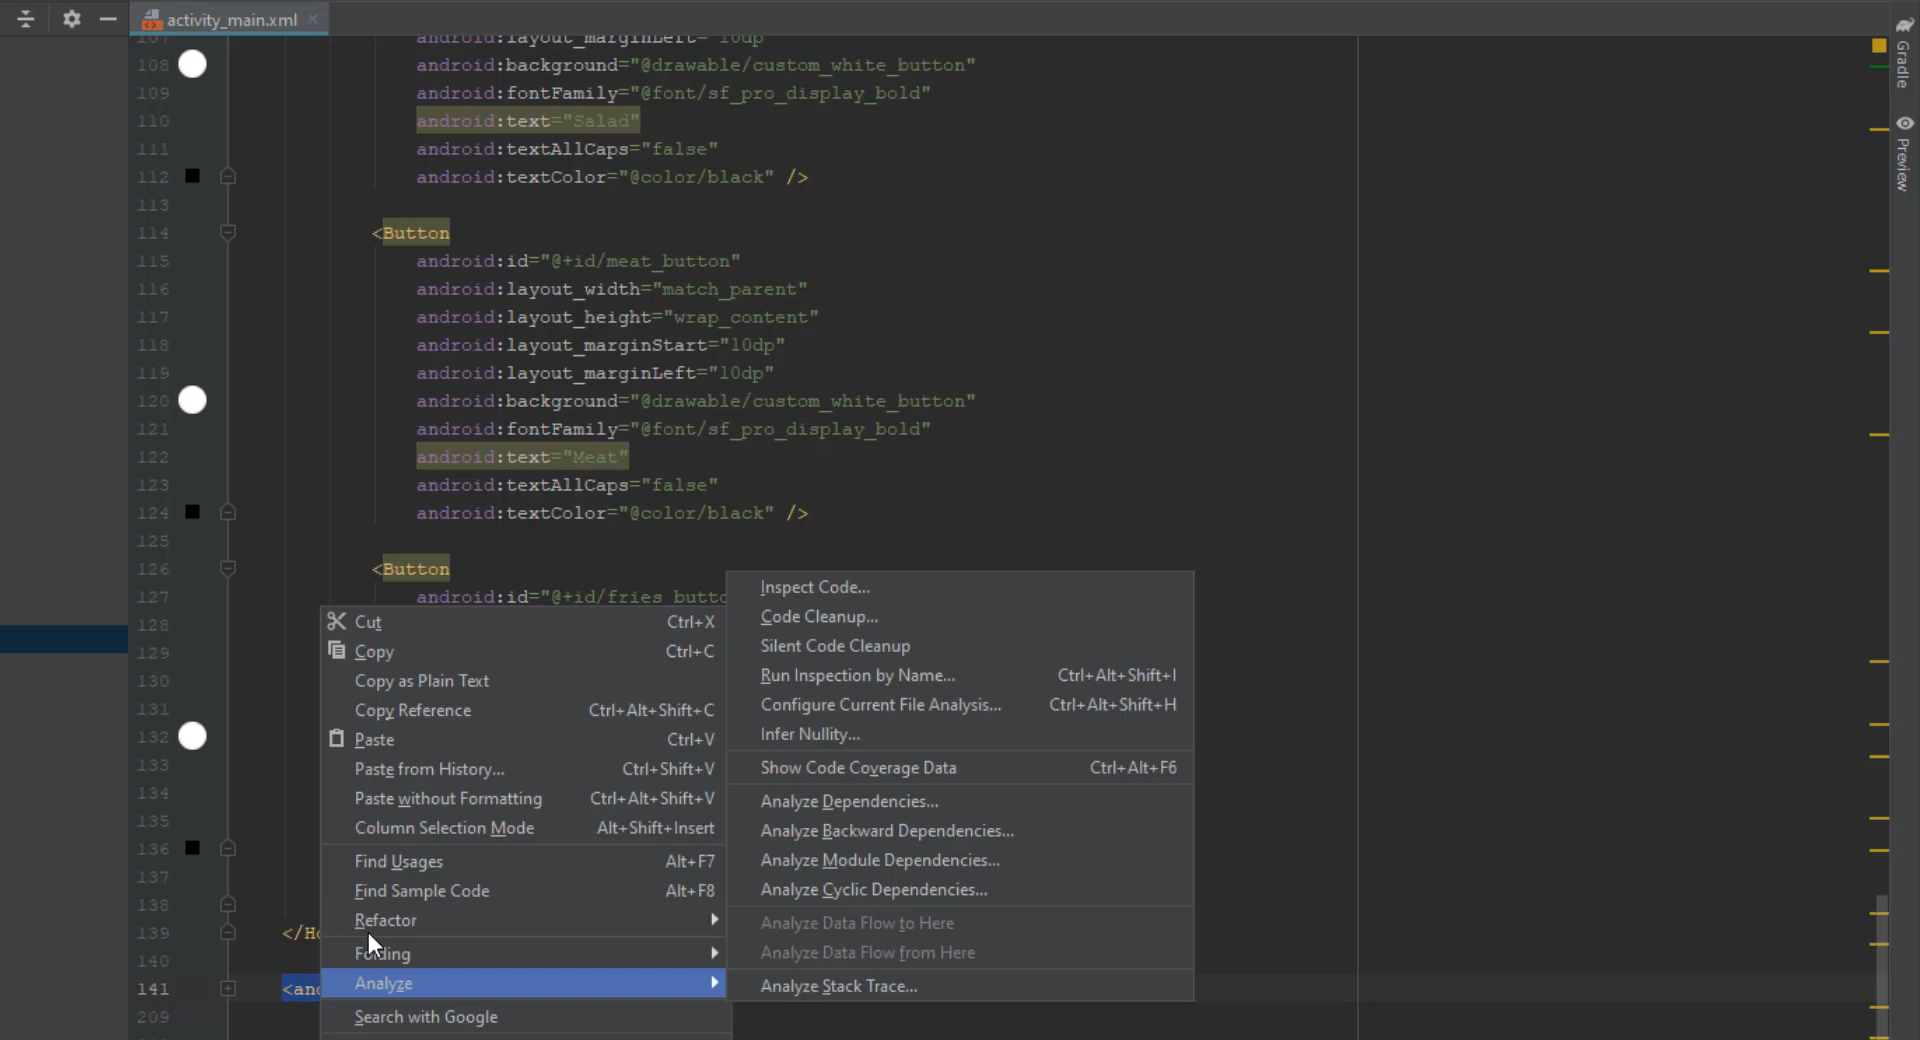 activity_main.xml
107 android:layout_marginLeft="10dp"
108 android:background="@drawable/custom_white_button"
109 android:fontFamily="@font/sf_pro_display_bold"
110 android:text="Salad"
111 android:textAllCaps="false"
112 android:textColor="@color/black" />
113
114 <Button
115 android:id="@+id/meat_button"
116 android:layout_width="match_parent"
117 android:layout_height="wrap_content"
118 android:layout_marginStart="10dp"
119 android:layout_marginLeft="10dp"
120 android:background="@drawable/custom_white_button"
121 android:fontFamily="@font/sf_pro_display_bold"
122 android:text="Meat"
123 android:textAllCaps="false"
124 android:textColor="@color/black" />
125
126 <Button
127 android:id="@+id/fries_butto
128
129
130
131
132
133
134
135
136
137
138
139 </Ho
140
141 <and
209
Cut Ctrl+X
Copy Ctrl+C
Copy as Plain Text
Copy Reference Ctrl+Alt+Shift+C
Paste Ctrl+V
Paste from History... Ctrl+Shift+V
Paste without Formatting Ctrl+Alt+Shift+V
Column Selection Mode Alt+Shift+Insert
Find Usages Alt+F7
Find Sample Code Alt+F8
Refactor
Folding
Analyze
Search with Google
Inspect Code...
Code Cleanup...
Silent Code Cleanup
Run Inspection by Name... Ctrl+Alt+Shift+I
Configure Current File Analysis... Ctrl+Alt+Shift+H
Infer Nullity...
Show Code Coverage Data Ctrl+Alt+F6
Analyze Dependencies...
Analyze Backward Dependencies...
Analyze Module Dependencies...
Analyze Cyclic Dependencies...
Analyze Data Flow to Here
Analyze Data Flow from Here
Analyze Stack Trace...
Gradle
Preview